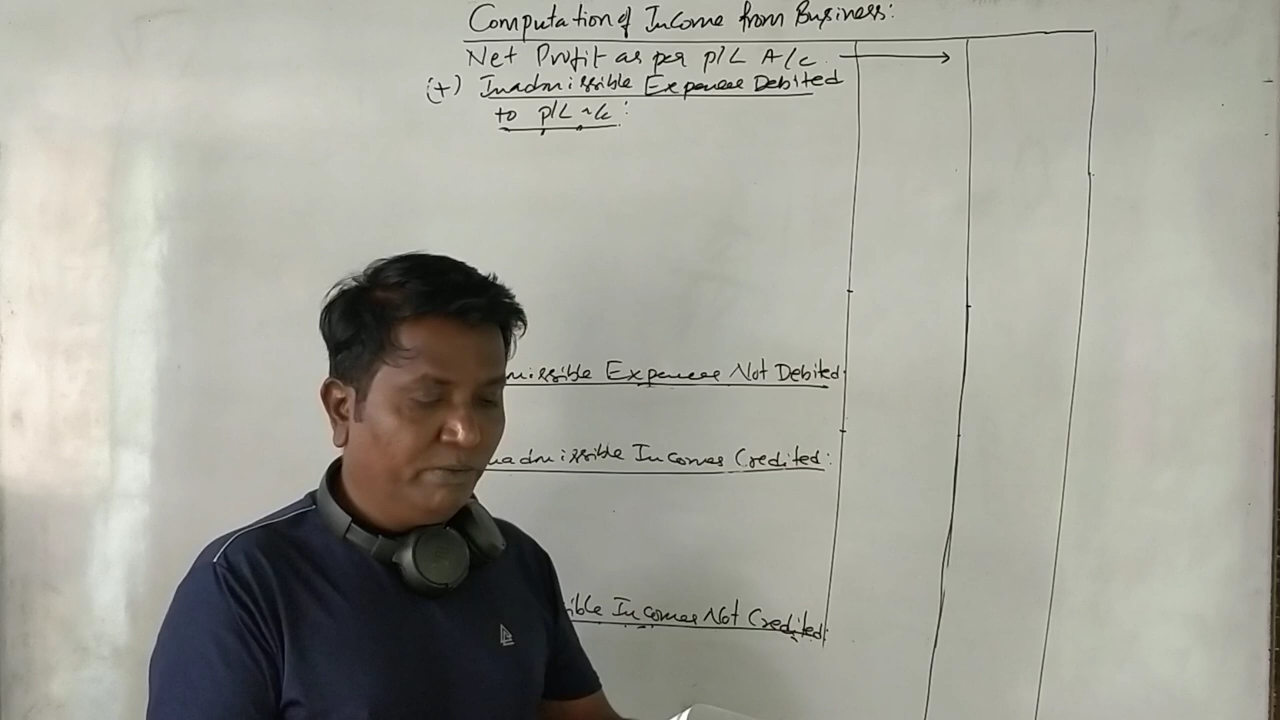 Computation of Income from Business:
Net Profit as per P/L A/c
(+) Inadmissible Expenses Debited
to P/L A/c:
missible Expenses Not Debited
nadmissible Incomes Credited:
ible Incomes Not Credited: